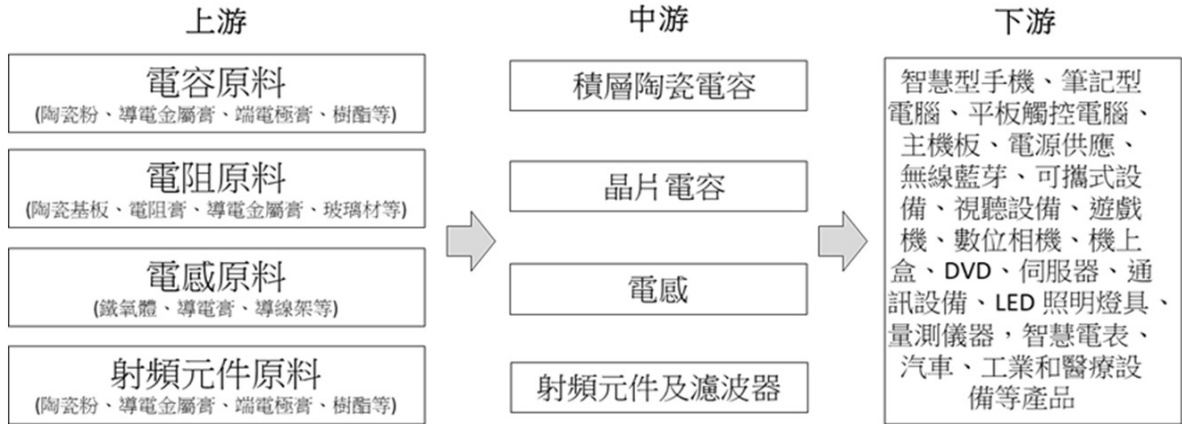 上游
電容原料
(陶瓷粉、導電金屬膏、端電極膏、樹酯等)
電阻原料
(陶瓷基板、電阻膏、導電金屬膏、玻璃材等)
電感原料
(鐵氧體、導電膏、導線架等)
射頻元件原料
(陶瓷粉、導電金屬膏、端電極膏、樹酯等)
中游
積層陶瓷電容
晶片電容
電感
射頻元件及濾波器
下游
智慧型手機、筆記型
電腦、平板觸控電腦、
主機板、電源供應、
無線藍芽、可攜式設
備、視聽設備、遊戲
機、數位相機、機上
盒、DVD、伺服器、通
訊設備、LED 照明燈具、
量測儀器，智慧電表、
汽車、工業和醫療設
備等產品